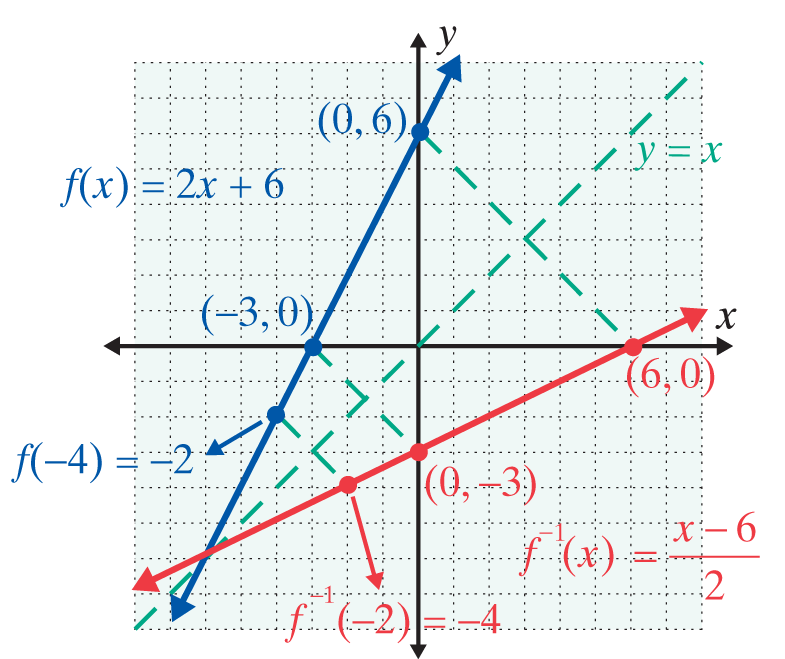 y
(0, 6)
y = x
f(x) = 2x + 6
(−3, 0)
x
(6, 0)
f(−4) = −2
(0, −3)
f⁻¹(x) = (x − 6)/2
f⁻¹(−2) = −4